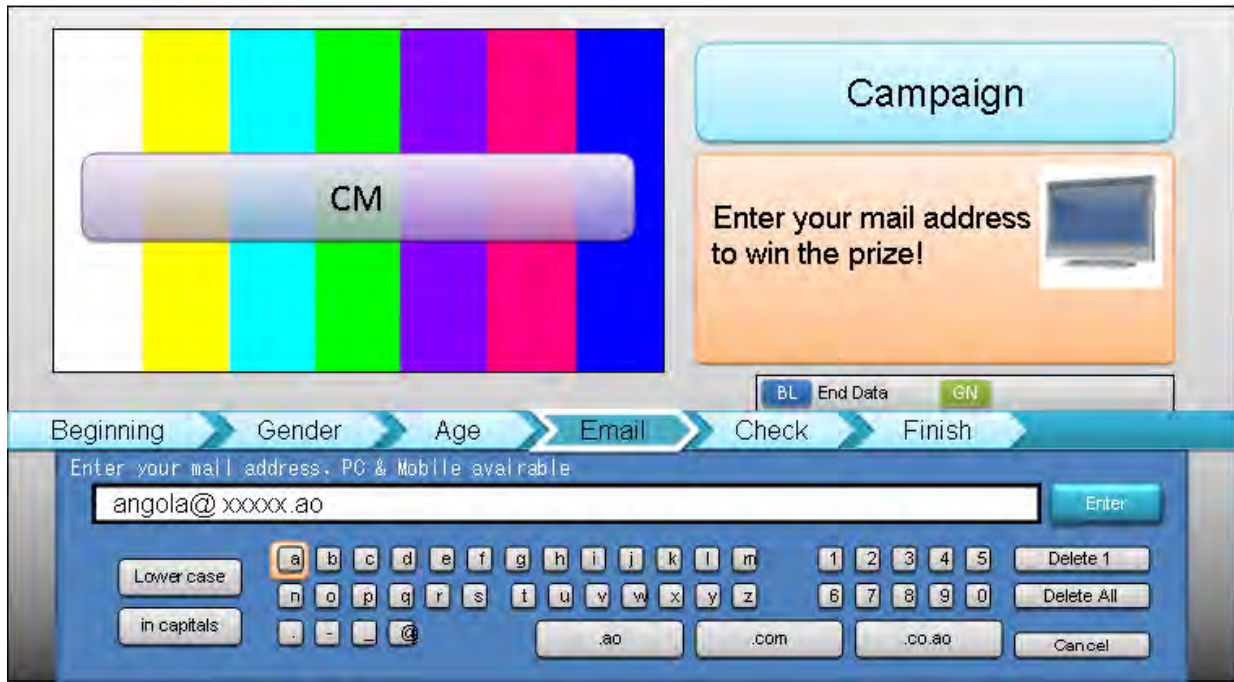 CM
Campaign
Enter your mail address
to win the prize!
BL End Data GN
Beginning Gender Age Email Check Finish
Enter your mail address. PC & Mobile avairable
angola@ xxxxx.ao
Enter
Lower case
in capitals
a b c d e f g h i j k l m
n o p q r s t u v w x y z
. - _ @
1 2 3 4 5
6 7 8 9 0
.ao .com .co.ao
Delete 1
Delete All
Cancel